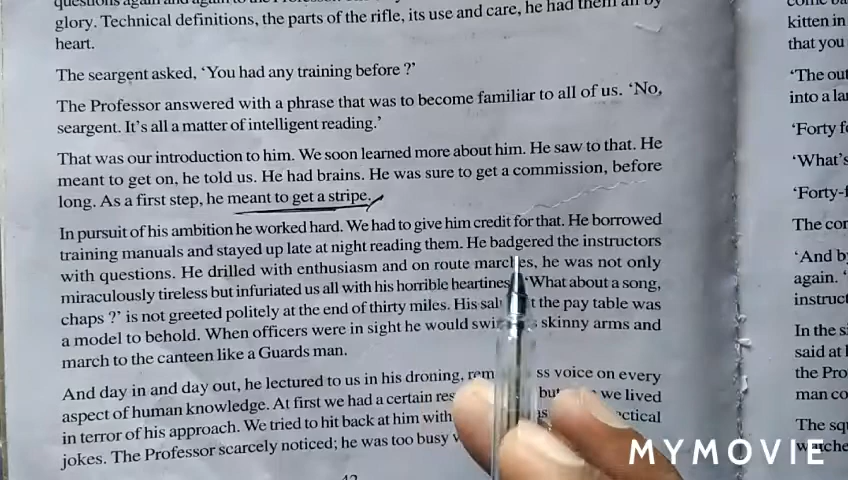 glory. Technical definitions, the parts of the rifle, its use and care, he had them all by
heart.
The seargent asked, ‘You had any training before ?’
The Professor answered with a phrase that was to become familiar to all of us. ‘No,
seargent. It's all a matter of intelligent reading.’
That was our introduction to him. We soon learned more about him. He saw to that. He
meant to get on, he told us. He had brains. He was sure to get a commission, before
long. As a first step, he meant to get a stripe.
In pursuit of his ambition he worked hard. We had to give him credit for that. He borrowed
training manuals and stayed up late at night reading them. He badgered the instructors
with questions. He drilled with enthusiasm and on route marches, he was not only
miraculously tireless but infuriated us all with his horrible heartiness. ‘What about a song,
chaps ?’ is not greeted politely at the end of thirty miles. His the pay table was
a model to behold. When officers were in sight he would skinny arms and
march to the canteen like a Guards man.
And day in and day out, he lectured to us in his droning, voice on every
aspect of human knowledge. At first we had a certain we lived
in terror of his approach. We tried to hit back at him with
jokes. The Professor scarcely noticed; he was too busy
kitten in
that you
‘The out
into a la
‘Forty f
‘What's
‘Forty-f
The cor
‘And b
again. ‘
instruct
In the s
said at
the Pro
man co
The squ
MYMOVIE